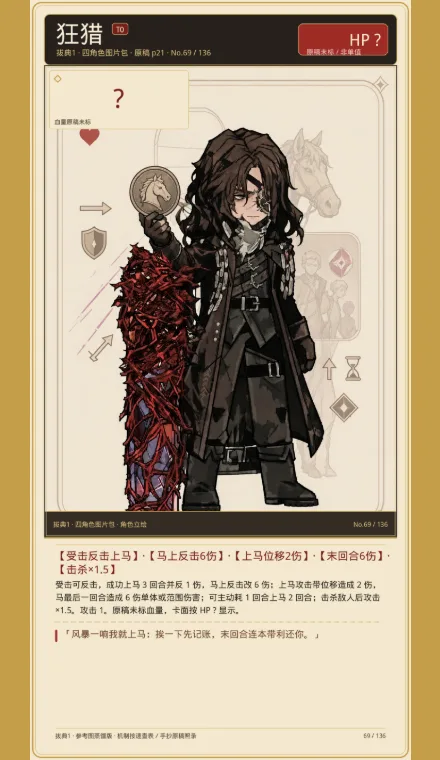 狂猎 T0
HP ?
原稿未标 / 非单值
拔典1 · 四角色图片包 · 原稿 p21 · No.69 / 136
?
血量原稿未标
拔典1 · 四角色图片包 · 角色立绘
No.69 / 136
【受击反击上马】·【马上反击6伤】·【上马位移2伤】·【末回合6伤】·
【击杀×1.5】
受击可反击，成功上马 3 回合并反 1 伤，马上反击改 6 伤；上马攻击带位移造成 2 伤，
马最后一回合造成 6 伤单体或范围伤害；可主动耗 1 回合上马 2 回合；击杀敌人后攻击
×1.5。攻击 1。原稿未标血量，卡面按 HP ? 显示。
「风暴一响我就上马：挨一下先记账，末回合连本带利还你。」
拔典1 · 参考图蒸馏版 · 机制按速查表 / 手抄原稿照录
69 / 136